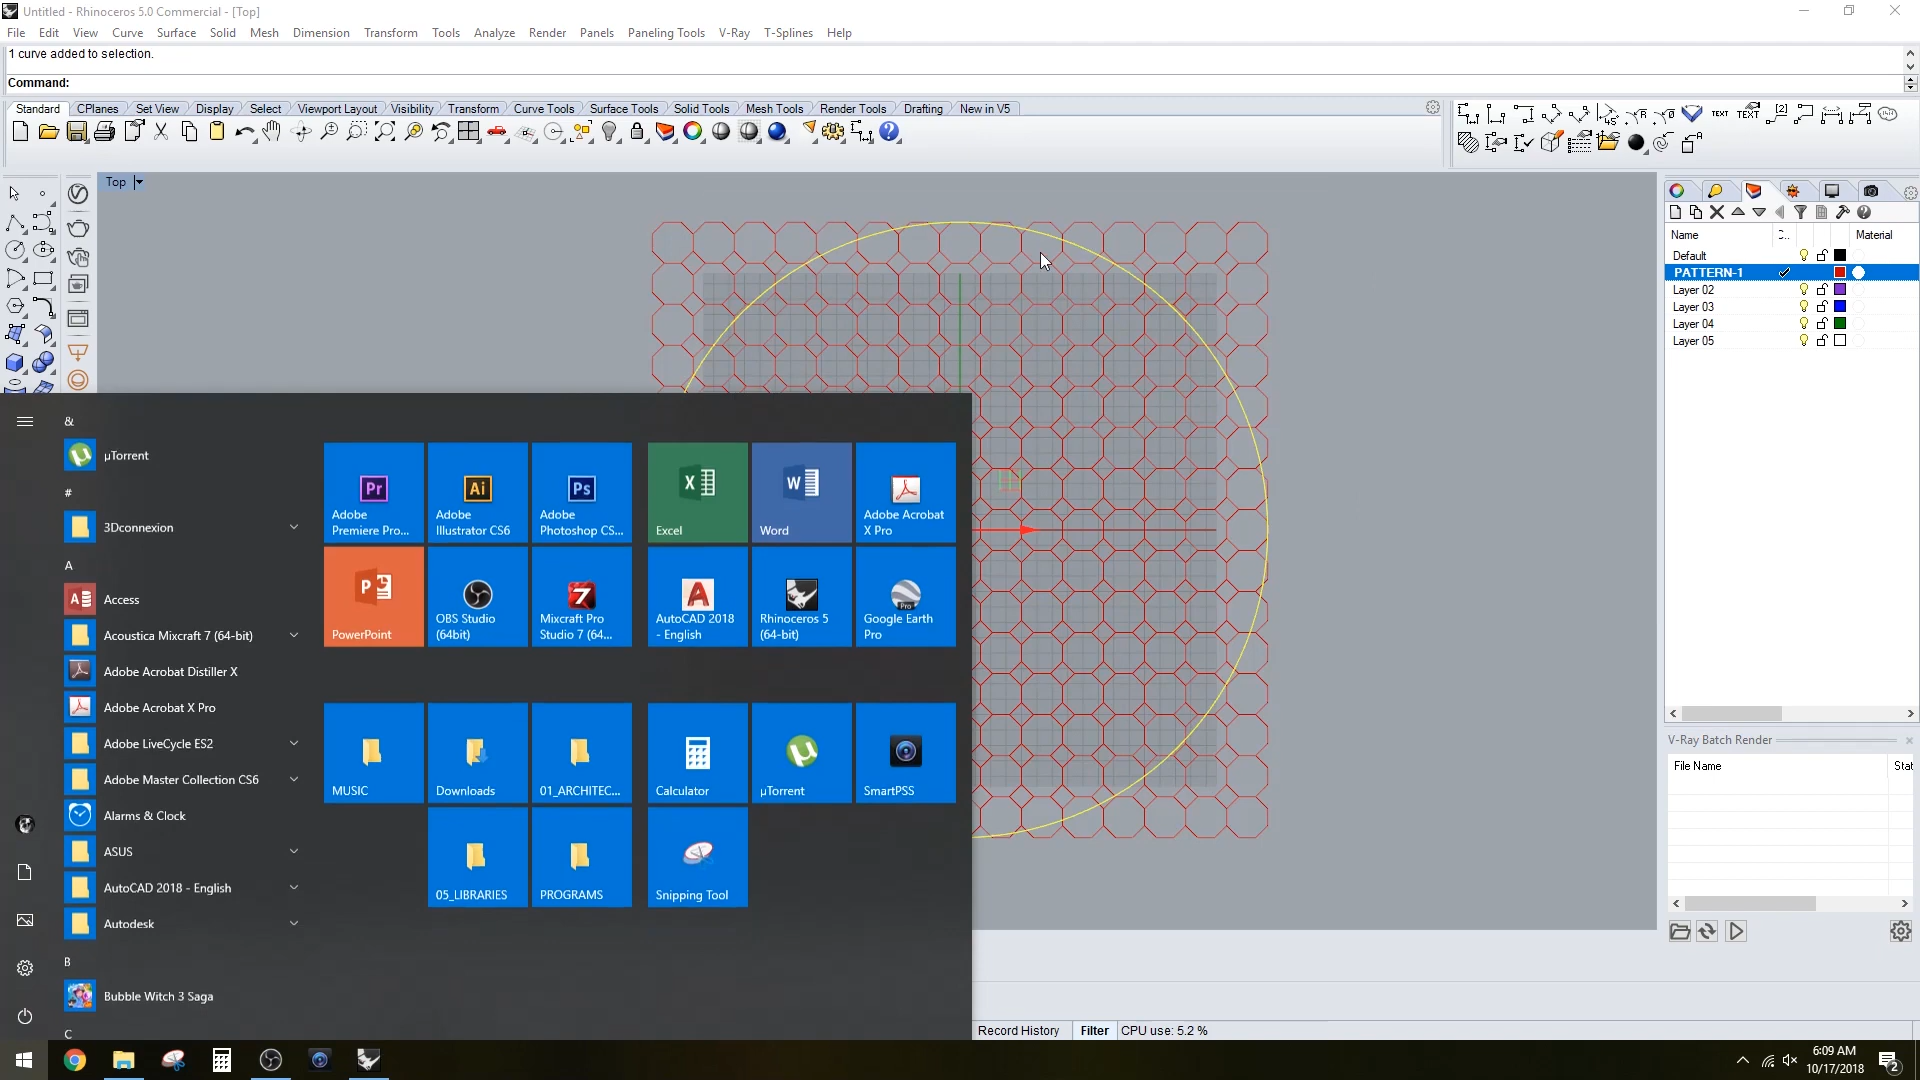 Untitled - Rhinoceros 5.0 Commercial - [Top]
File Edit View Curve Surface Solid Mesh Dimension Transform Tools Analyze Render Panels Paneling Tools V-Ray T-Splines Help
1 curve added to selection.
Command:
Standard CPlanes Set View Display Select Viewport Layout Visibility Transform Curve Tools Surface Tools Solid Tools Mesh Tools Render Tools Drafting New in V5
TEXT TEXT
Top
Name Material
Default
PATTERN-1
Layer 02
Layer 03
Layer 04
Layer 05
V-Ray Batch Render
File Name Stat
&
µTorrent
#
3Dconnexion
A
Access
Acoustica Mixcraft 7 (64-bit)
Adobe Acrobat Distiller X
Adobe Acrobat X Pro
Adobe LiveCycle ES2
Adobe Master Collection CS6
Alarms & Clock
ASUS
AutoCAD 2018 - English
Autodesk
B
Bubble Witch 3 Saga
C
Pr
Adobe
Premiere Pro...
Ai
Adobe
Illustrator CS6
Ps
Adobe
Photoshop CS...
Excel
Word
Adobe Acrobat
X Pro
PowerPoint
OBS Studio
(64bit)
Mixcraft Pro
Studio 7 (64...
AutoCAD 2018
- English
Rhinoceros 5
(64-bit)
Google Earth
Pro
MUSIC
Downloads
01_ARCHITEC...
Calculator
µTorrent
SmartPSS
05_LIBRARIES
PROGRAMS
Snipping Tool
Record History Filter CPU use: 5.2 %
6:09 AM
10/17/2018
2